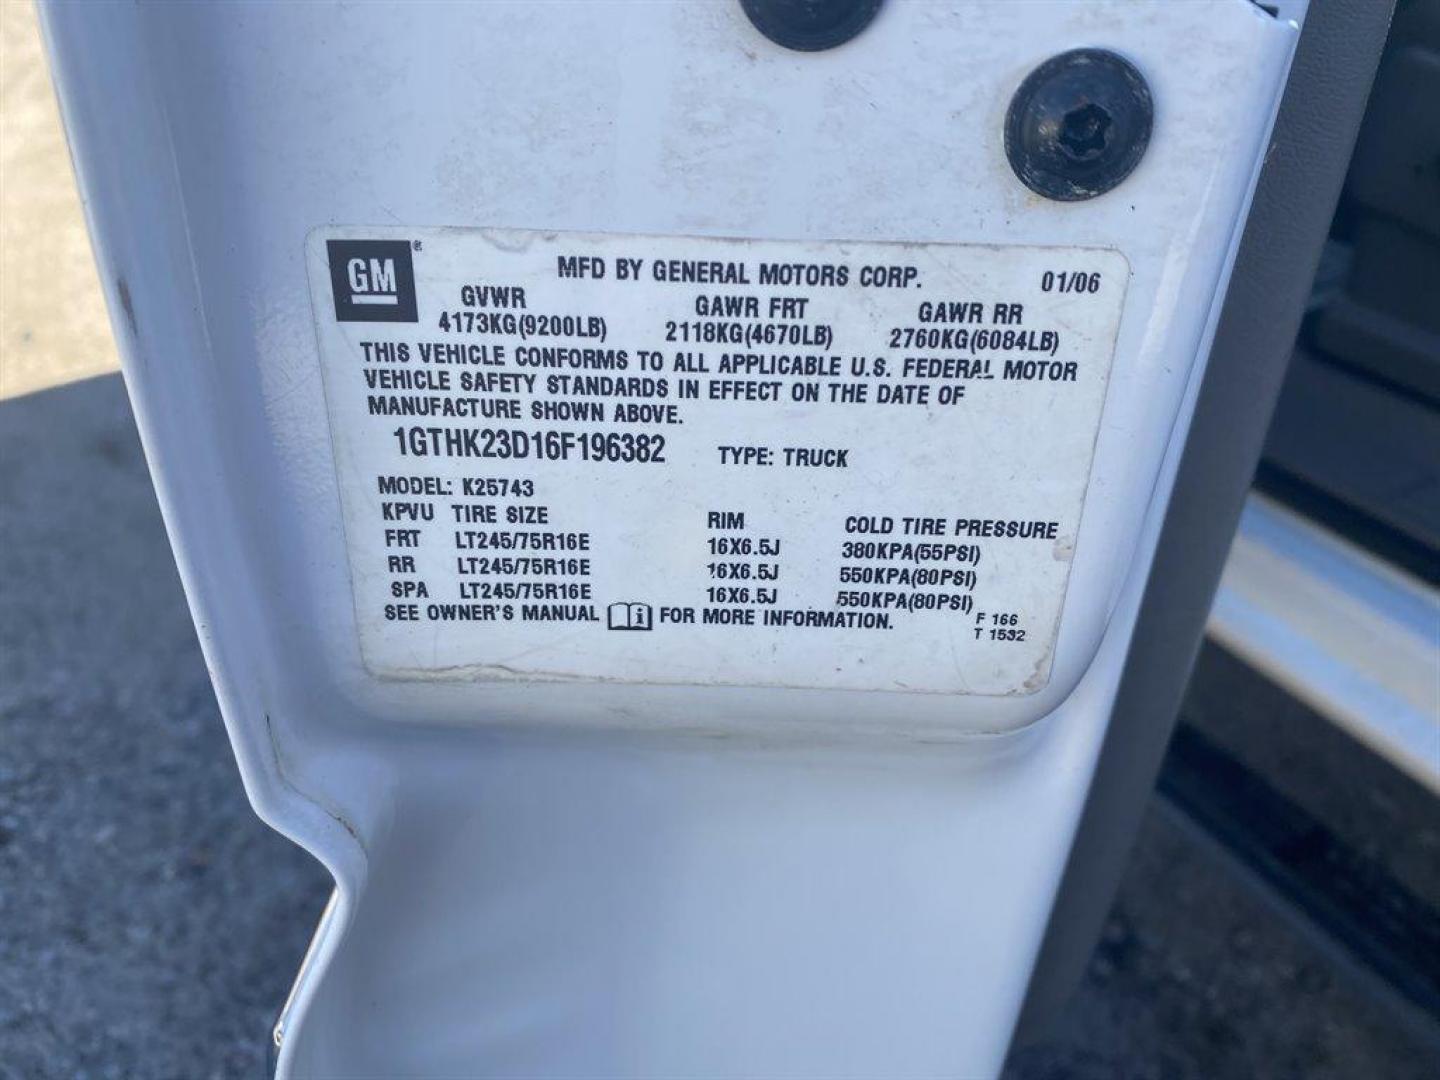 GM ®
MFD BY GENERAL MOTORS CORP. 01/06
GVWR GAWR FRT GAWR RR
4173KG(9200LB) 2118KG(4670LB) 2760KG(6084LB)
THIS VEHICLE CONFORMS TO ALL APPLICABLE U.S. FEDERAL MOTOR
VEHICLE SAFETY STANDARDS IN EFFECT ON THE DATE OF
MANUFACTURE SHOWN ABOVE.
1GTHK23D16F196382 TYPE: TRUCK
MODEL: K25743
KPVU TIRE SIZE RIM COLD TIRE PRESSURE
FRT LT245/75R16E 16X6.5J 380KPA(55PSI)
RR LT245/75R16E 16X6.5J 550KPA(80PSI)
SPA LT245/75R16E 16X6.5J 550KPA(80PSI)
SEE OWNER'S MANUAL i FOR MORE INFORMATION.
F 166
T 1532